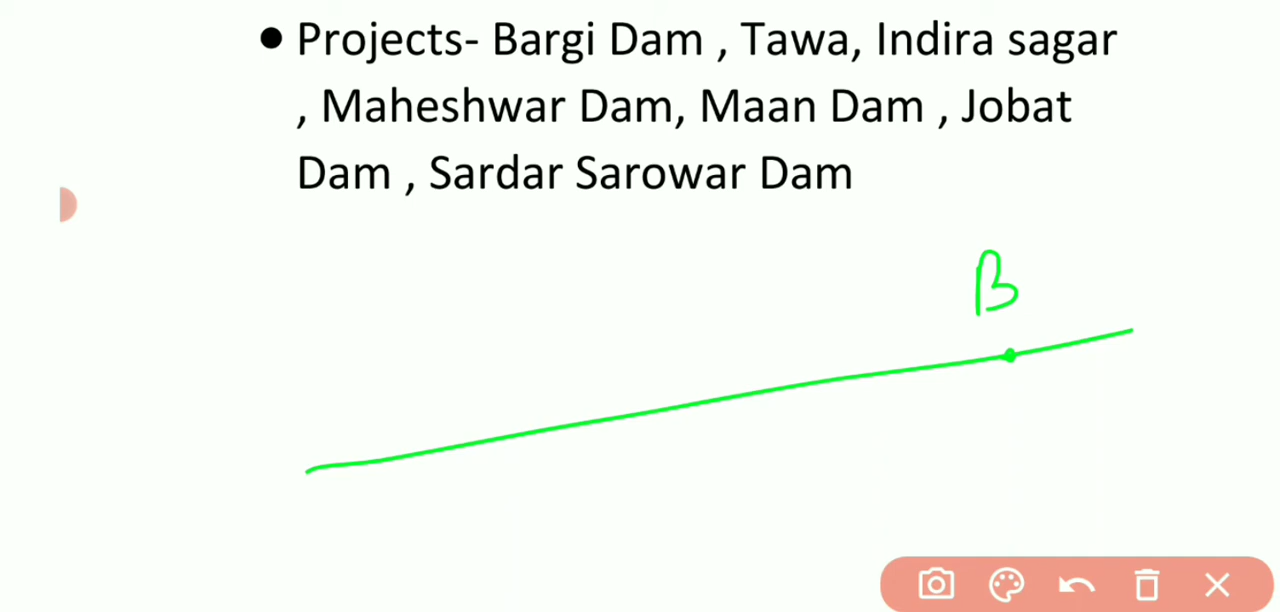 ● Projects- Bargi Dam , Tawa, Indira sagar
, Maheshwar Dam, Maan Dam , Jobat
Dam , Sardar Sarowar Dam
B